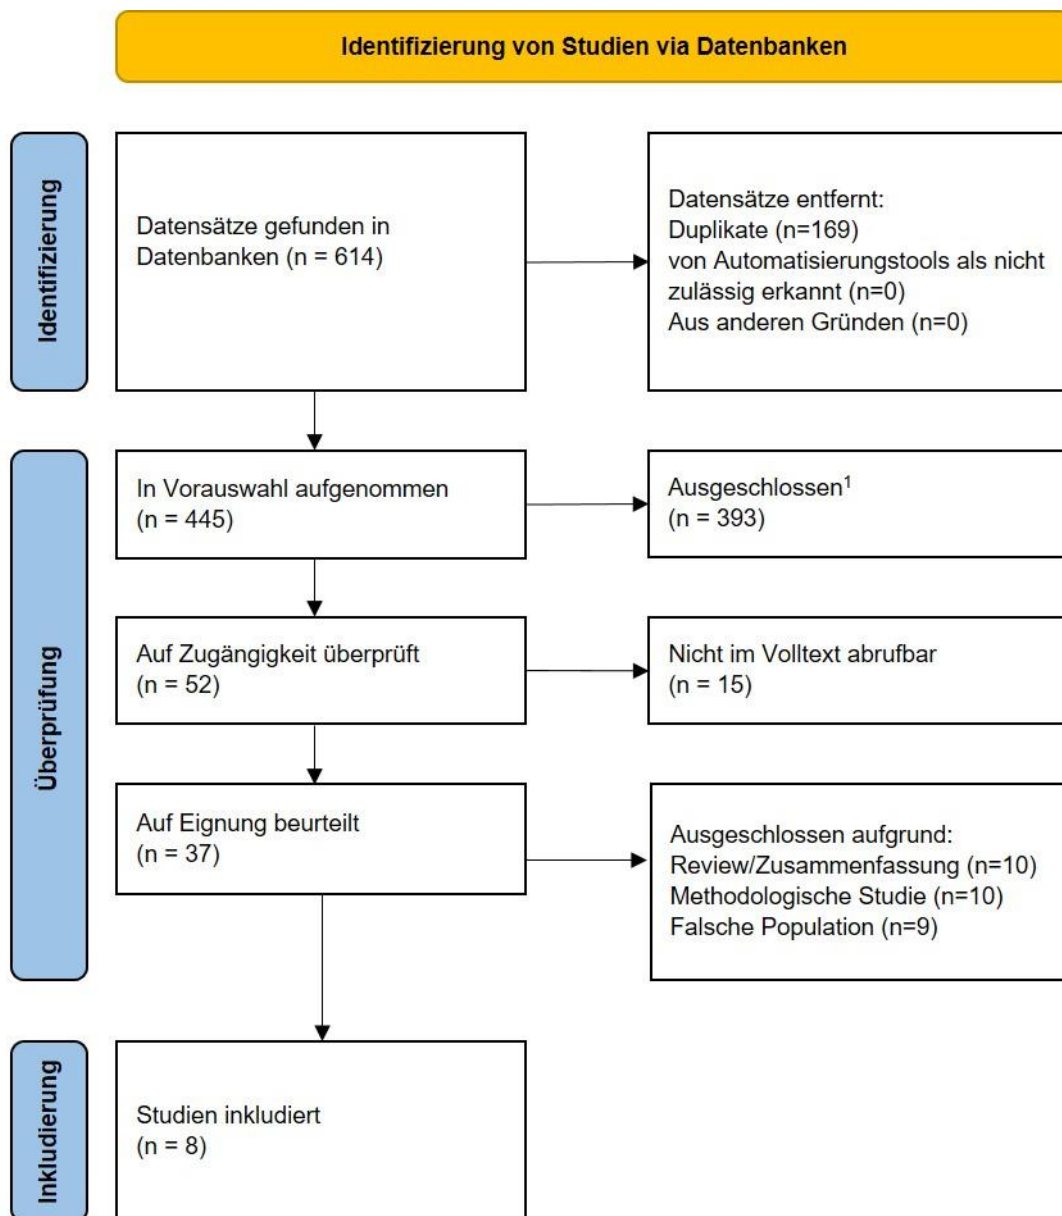 Identifizierung von Studien via Datenbanken
Identifizierung
Datensätze gefunden in
Datenbanken (n = 614)
Datensätze entfernt:
Duplikate (n=169)
von Automatisierungstools als nicht
zulässig erkannt (n=0)
Aus anderen Gründen (n=0)
Überprüfung
In Vorauswahl aufgenommen
(n = 445)
Ausgeschlossen¹
(n = 393)
Auf Zugängigkeit überprüft
(n = 52)
Nicht im Volltext abrufbar
(n = 15)
Auf Eignung beurteilt
(n = 37)
Ausgeschlossen aufgrund:
Review/Zusammenfassung (n=10)
Methodologische Studie (n=10)
Falsche Population (n=9)
Inkludierung
Studien inkludiert
(n = 8)